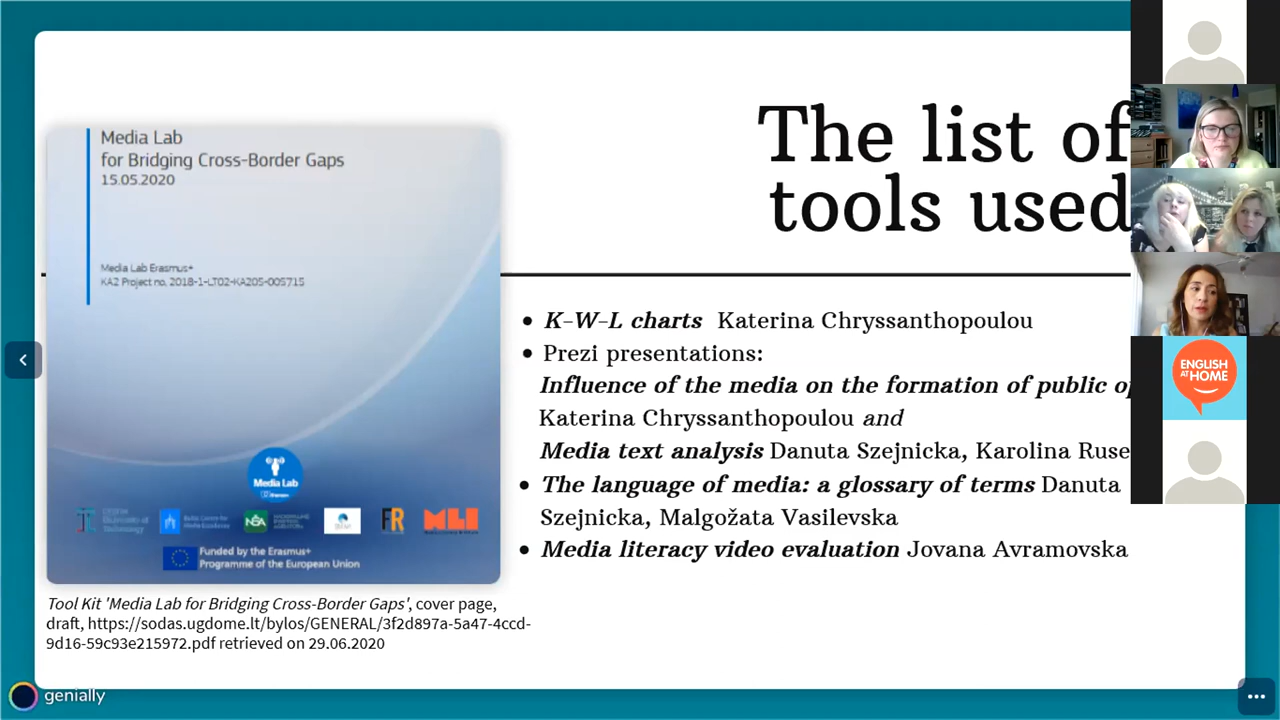 The list of
tools used
Media Lab
for Bridging Cross-Border Gaps
15.05.2020
Media Lab Erasmus+
KA2 Project no. 2018-1-LT02-KA205-005715
Media Lab
NSA
FR
MLI
Funded by the Erasmus+
Programme of the European Union
Tool Kit 'Media Lab for Bridging Cross-Border Gaps', cover page,
draft, https://sodas.ugdome.lt/bylos/GENERAL/3f2d897a-5a47-4ccd-
9d16-59c93e215972.pdf retrieved on 29.06.2020
• K-W-L charts Katerina Chryssanthopoulou
• Prezi presentations:
Influence of the media on the formation of public op
Katerina Chryssanthopoulou and
Media text analysis Danuta Szejnicka, Karolina Ruse
• The language of media: a glossary of terms Danuta
Szejnicka, Malgožata Vasilevska
• Media literacy video evaluation Jovana Avramovska
ENGLISH
AT HOME
genially